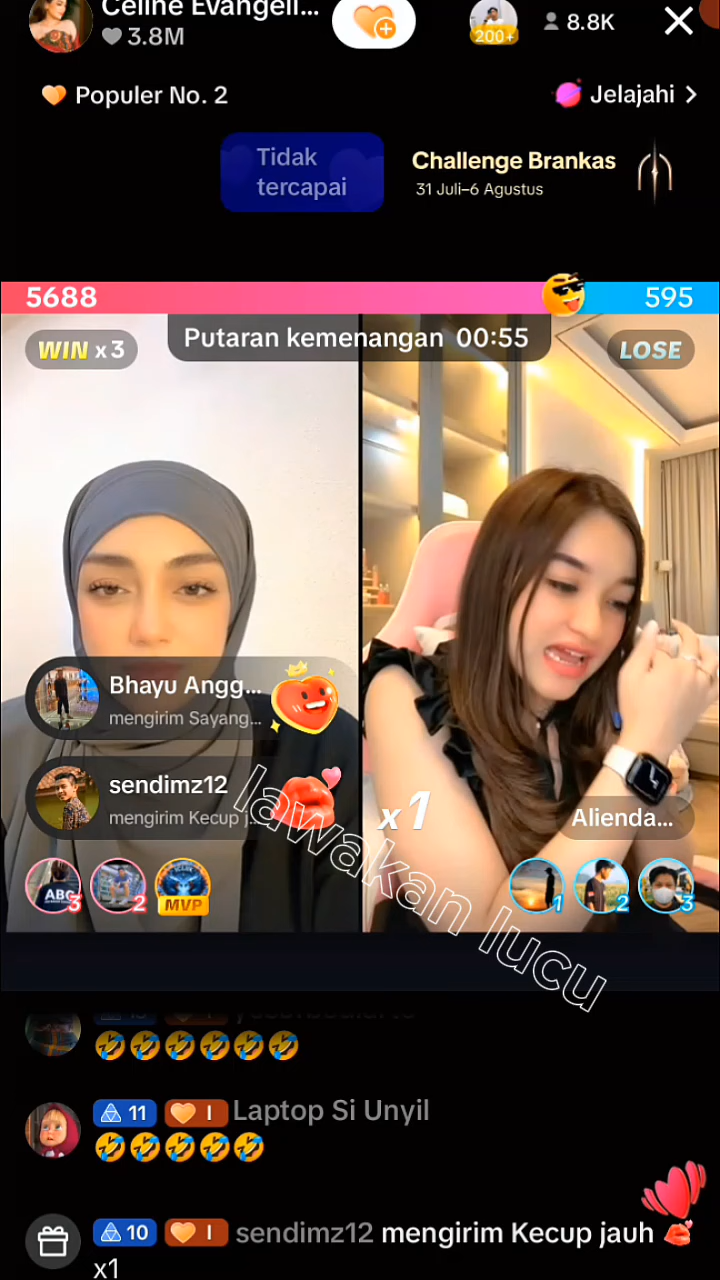 Celine Evangeli...
3.8M
200+
8.8K
Populer No. 2
Jelajahi
Tidak
tercapai
Challenge Brankas
31 Juli–6 Agustus
5688
595
Putaran kemenangan 00:55
WIN x3
LOSE
Bhayu Angg...
mengirim Sayang...
sendimz12
mengirim Kecup j...
x1
Alienda...
lawakan lucu
ABC
3
2
MVP
1
2
3
11
I
Laptop Si Unyil
10
I
sendimz12 mengirim Kecup jauh
x1